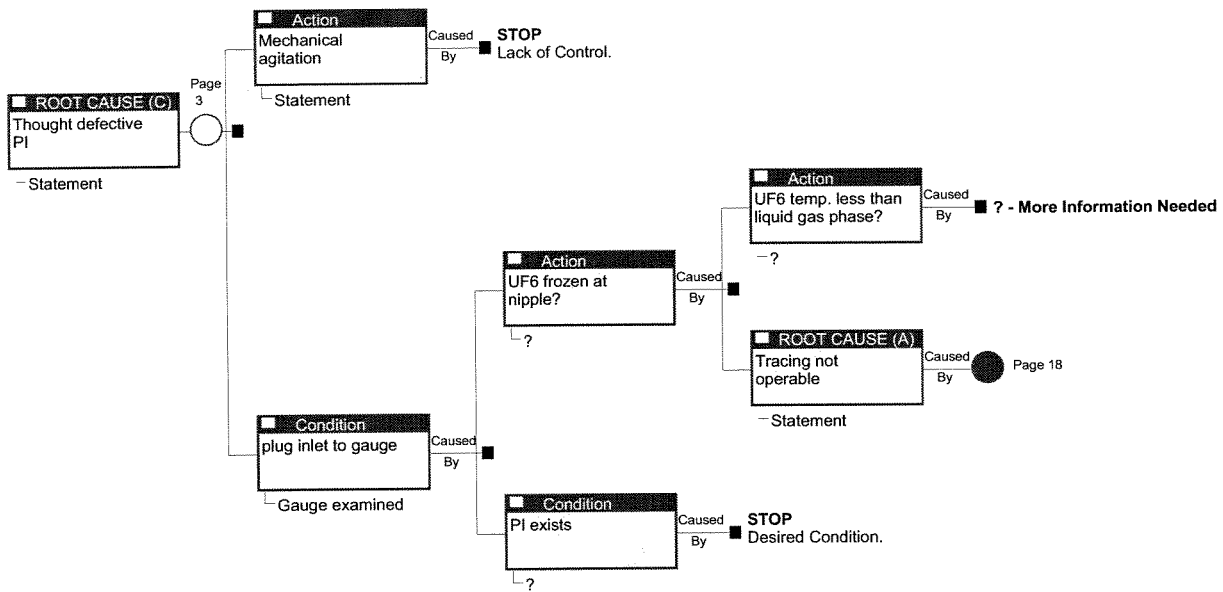 Action
Mechanical
agitation
Statement
Caused
By
STOP
Lack of Control.
Page
3
ROOT CAUSE (C)
Thought defective
PI
Statement
Action
UF6 temp. less than
liquid gas phase?
?
Caused
By
? - More Information Needed
Action
UF6 frozen at
nipple?
?
Caused
By
ROOT CAUSE (A)
Tracing not
operable
Statement
Caused
By
Page 18
Condition
plug inlet to gauge
Gauge examined
Caused
By
Condition
PI exists
?
Caused
By
STOP
Desired Condition.